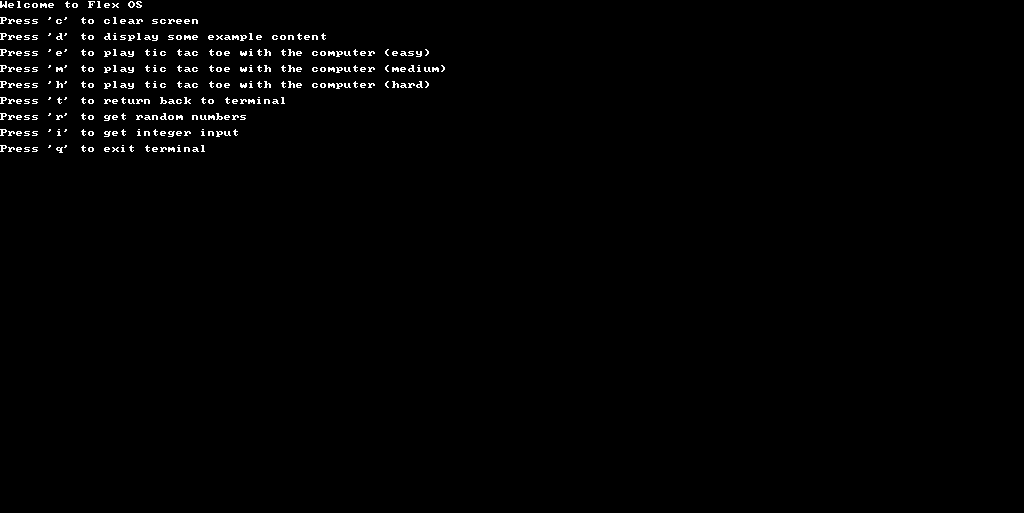 Welcome to Flex OS
Press 'c' to clear screen
Press 'd' to display some example content
Press 'e' to play tic tac toe with the computer (easy)
Press 'm' to play tic tac toe with the computer (medium)
Press 'h' to play tic tac toe with the computer (hard)
Press 't' to return back to terminal
Press 'r' to get random numbers
Press 'i' to get integer input
Press 'q' to exit terminal